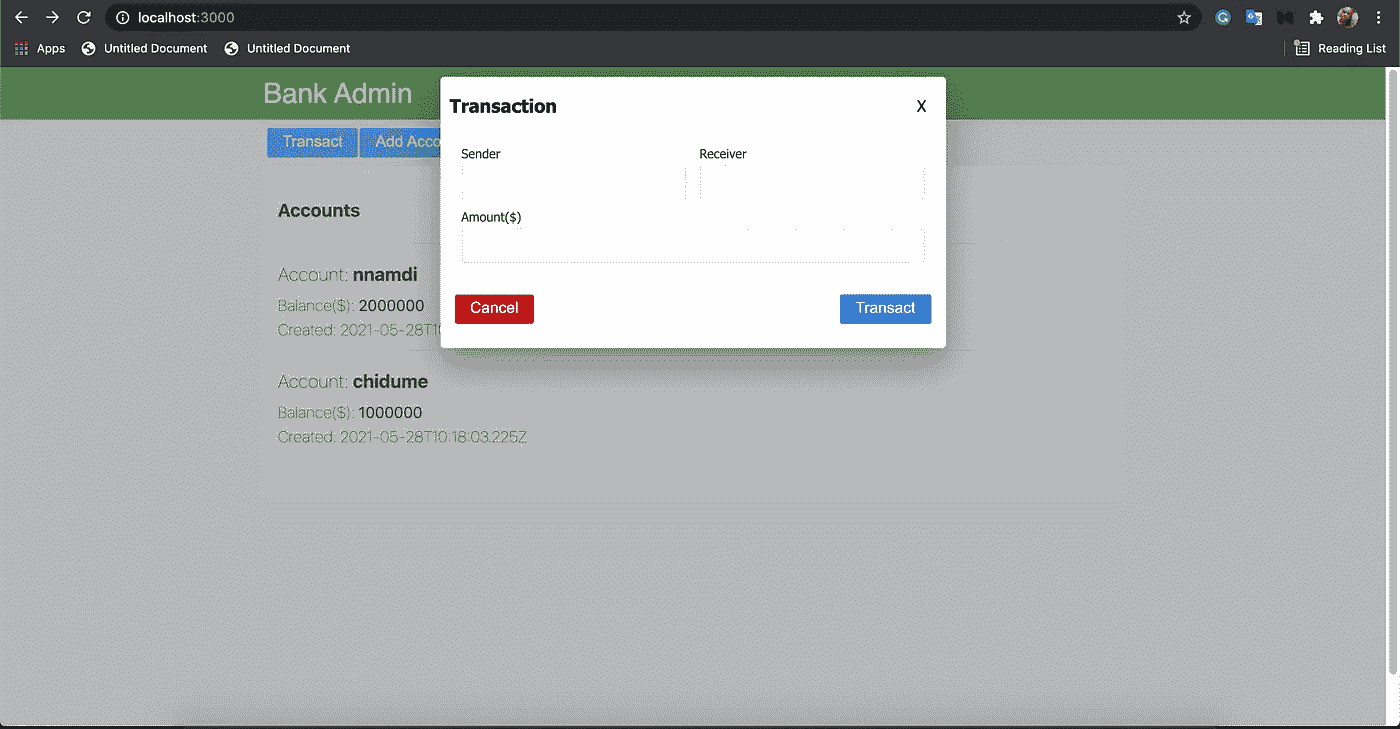 localhost:3000
Apps Untitled Document Untitled Document Reading List
Bank Admin
Transaction X
Transact Add Acco
Sender Receiver
Amount($)
Cancel Transact
Accounts
Account: nnamdi
Balance($): 2000000
Created: 2021-05-28T1
Account: chidume
Balance($): 1000000
Created: 2021-05-28T10:18:03.225Z